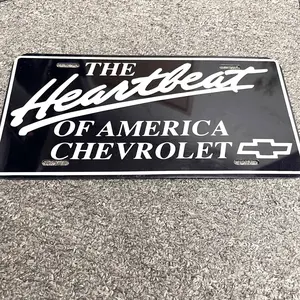 THE
Heartbeat
OF AMERICA
CHEVROLET